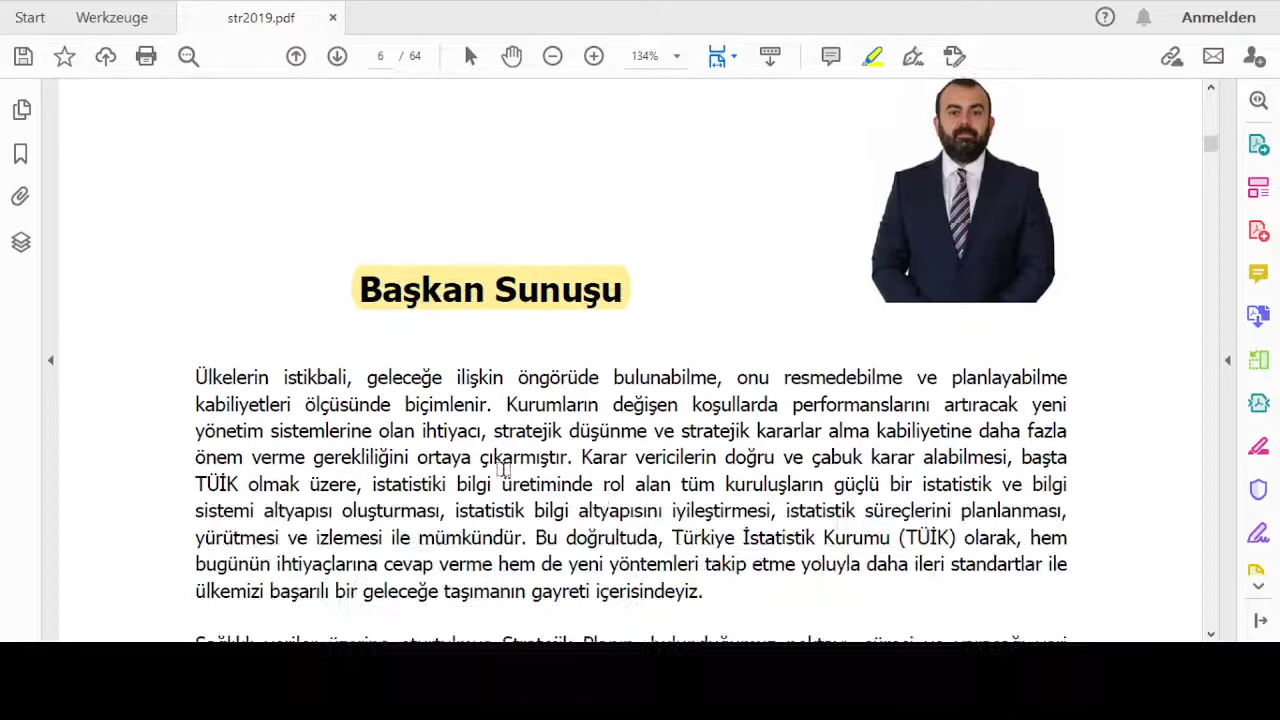 Start Werkzeuge str2019.pdf × Anmelden
6 / 64 134%
Başkan Sunuşu
Ülkelerin istikbali, geleceğe ilişkin öngörüde bulunabilme, onu resmedebilme ve planlayabilme
kabiliyetleri ölçüsünde biçimlenir. Kurumların değişen koşullarda performanslarını artıracak yeni
yönetim sistemlerine olan ihtiyacı, stratejik düşünme ve stratejik kararlar alma kabiliyetine daha fazla
önem verme gerekliliğini ortaya çıkarmıştır. Karar vericilerin doğru ve çabuk karar alabilmesi, başta
TÜİK olmak üzere, istatistiki bilgi üretiminde rol alan tüm kuruluşların güçlü bir istatistik ve bilgi
sistemi altyapısı oluşturması, istatistik bilgi altyapısını iyileştirmesi, istatistik süreçlerini planlanması,
yürütmesi ve izlemesi ile mümkündür. Bu doğrultuda, Türkiye İstatistik Kurumu (TÜİK) olarak, hem
bugünün ihtiyaçlarına cevap verme hem de yeni yöntemleri takip etme yoluyla daha ileri standartlar ile
ülkemizi başarılı bir geleceğe taşımanın gayreti içerisindeyiz.